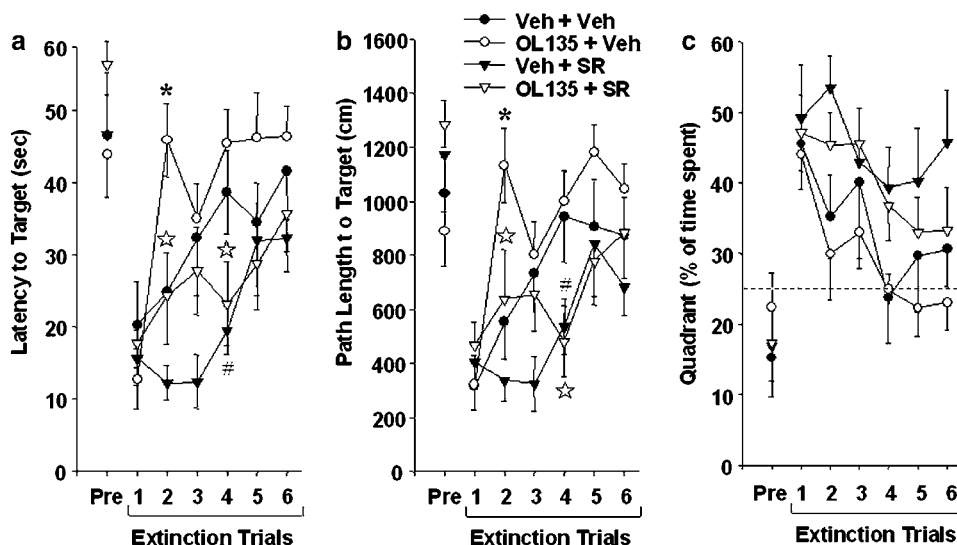 a
Latency to Target (sec)
60
50
40
30
20
10
0
*
#
Pre 1 2 3 4 5 6
Extinction Trials
b
Path Length t o Target (cm)
1600
1400
1200
1000
800
600
400
200
0
Veh + Veh
OL135 + Veh
Veh + SR
OL135 + SR
*
#
Pre 1 2 3 4 5 6
Extinction Trials
c
Quadrant (% of time spent)
60
50
40
30
20
10
0
Pre 1 2 3 4 5 6
Extinction Trials